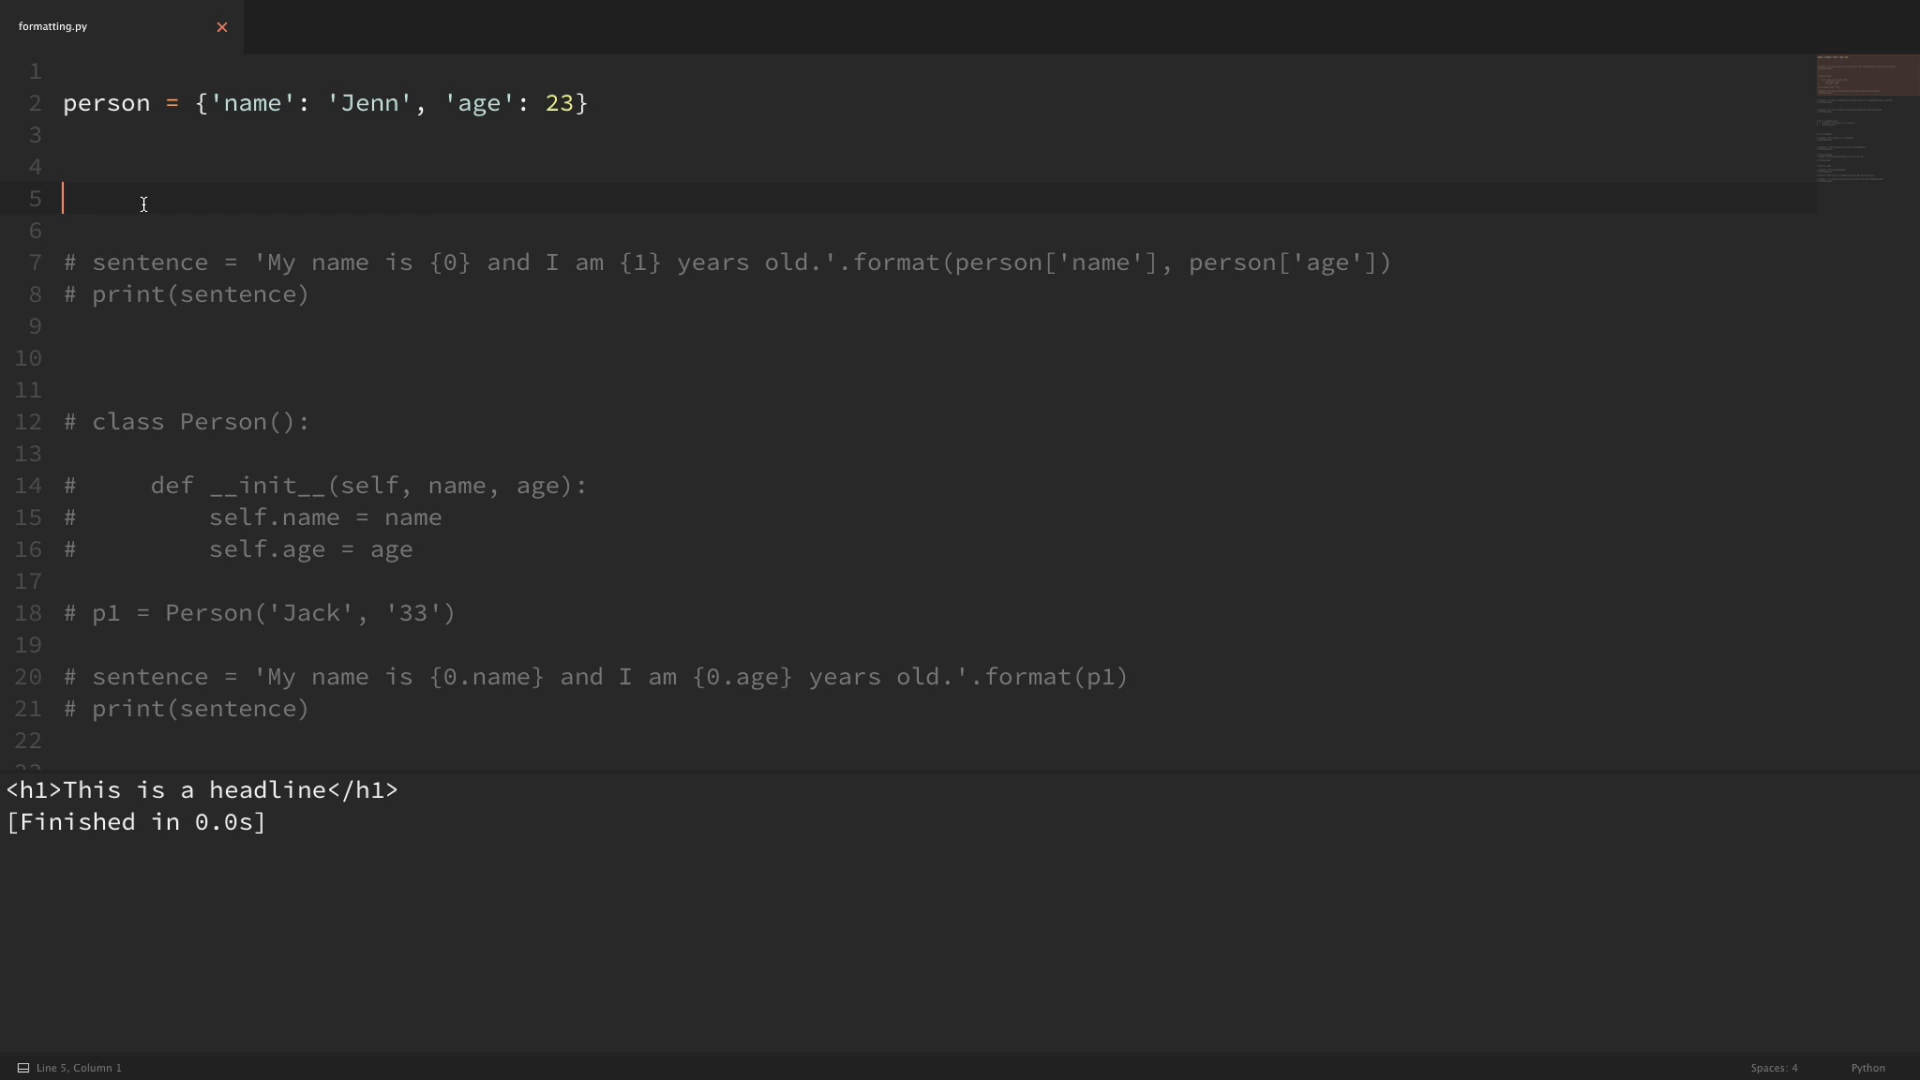 formatting.py
1
2 person = {'name': 'Jenn', 'age': 23}
3
4
5
6
7 # sentence = 'My name is {0} and I am {1} years old.'.format(person['name'], person['age'])
8 # print(sentence)
9
10
11
12 # class Person():
13
14 #     def __init__(self, name, age):
15 #         self.name = name
16 #         self.age = age
17
18 # p1 = Person('Jack', '33')
19
20 # sentence = 'My name is {0.name} and I am {0.age} years old.'.format(p1)
21 # print(sentence)
22
<h1>This is a headline</h1>
[Finished in 0.0s]
Line 5, Column 1
Spaces: 4
Python